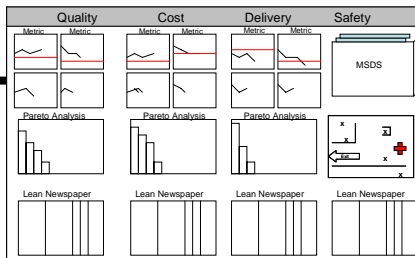 Quality Cost Delivery Safety
Metric Metric Metric Metric Metric Metric
MSDS
Pareto Analysis Pareto Analysis Pareto Analysis
x
x
x
Exit
x
x
Lean Newspaper Lean Newspaper Lean Newspaper Lean Newspaper